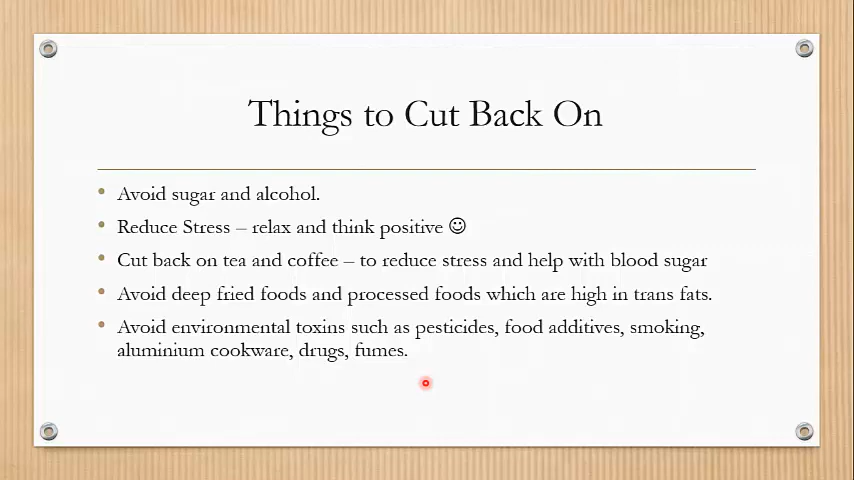 Things to Cut Back On
• Avoid sugar and alcohol.
• Reduce Stress – relax and think positive ☺
• Cut back on tea and coffee – to reduce stress and help with blood sugar
• Avoid deep fried foods and processed foods which are high in trans fats.
• Avoid environmental toxins such as pesticides, food additives, smoking,
aluminium cookware, drugs, fumes.